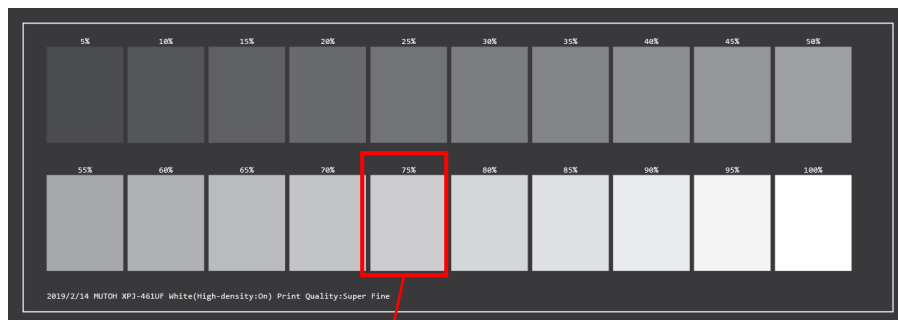 5% 10% 15% 20% 25% 30% 35% 40% 45% 50%
55% 60% 65% 70% 75% 80% 85% 90% 95% 100%
2019/2/14 MUTOH XPJ-461UF White(High-density:On) Print Quality:Super Fine